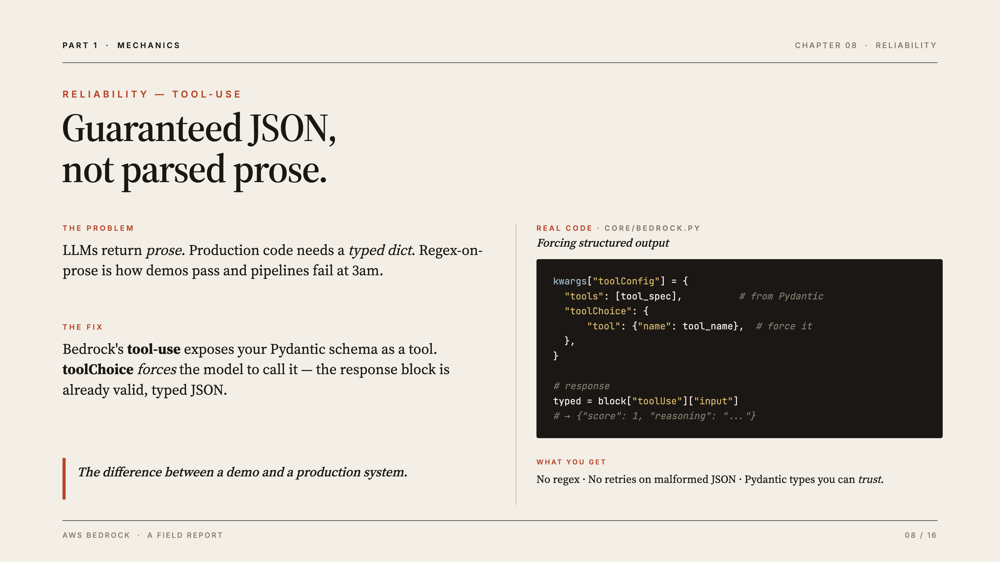 PART 1 · MECHANICS
CHAPTER 08 · RELIABILITY
RELIABILITY — TOOL-USE
Guaranteed JSON,
not parsed prose.
THE PROBLEM
LLMs return prose. Production code needs a typed dict. Regex-on-
prose is how demos pass and pipelines fail at 3am.
THE FIX
Bedrock's tool-use exposes your Pydantic schema as a tool.
toolChoice forces the model to call it — the response block is
already valid, typed JSON.
The difference between a demo and a production system.
REAL CODE · CORE/BEDROCK.PY
Forcing structured output
kwargs["toolConfig"] = {
  "tools": [tool_spec],          # from Pydantic
  "toolChoice": {
      "tool": {"name": tool_name},  # force it
  },
}
# response
typed = block["toolUse"]["input"]
# → {"score": 1, "reasoning": "..."}
WHAT YOU GET
No regex · No retries on malformed JSON · Pydantic types you can trust.
AWS BEDROCK · A FIELD REPORT
08 / 16